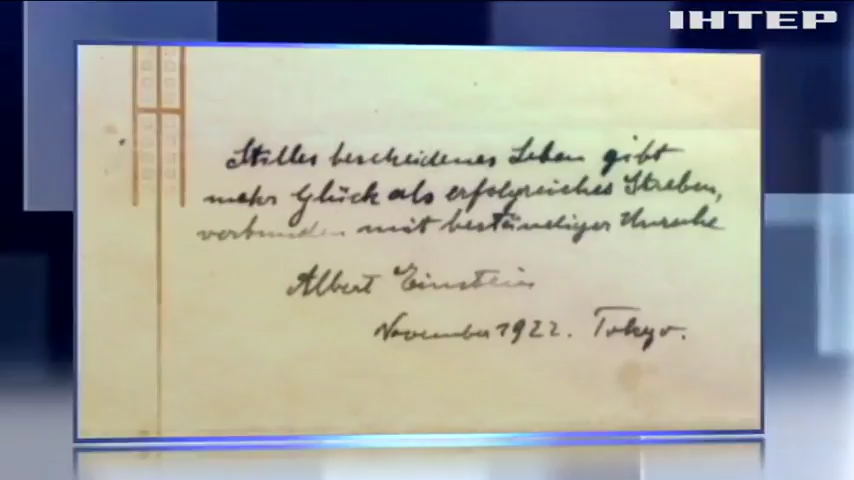 ІНТЕР
Stilles bescheidenes Leben gibt
mehr Glück als erfolgreiches Streben,
verbunden mit beständiger Unruhe
Albert Einstein
November 1922. Tokyo.